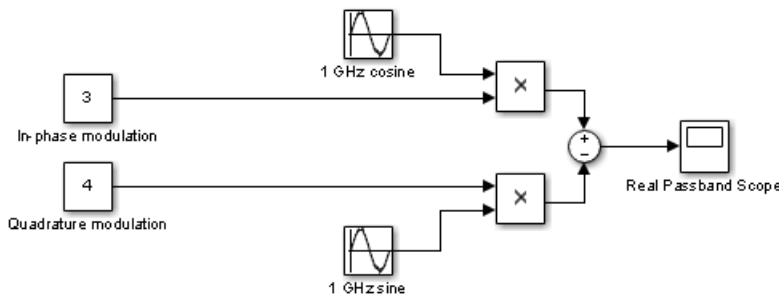 1 GHz cosine
3
×
In-phase modulation
+
−
4
×
Real Passband Scope
Quadrature modulation
1 GHz sine